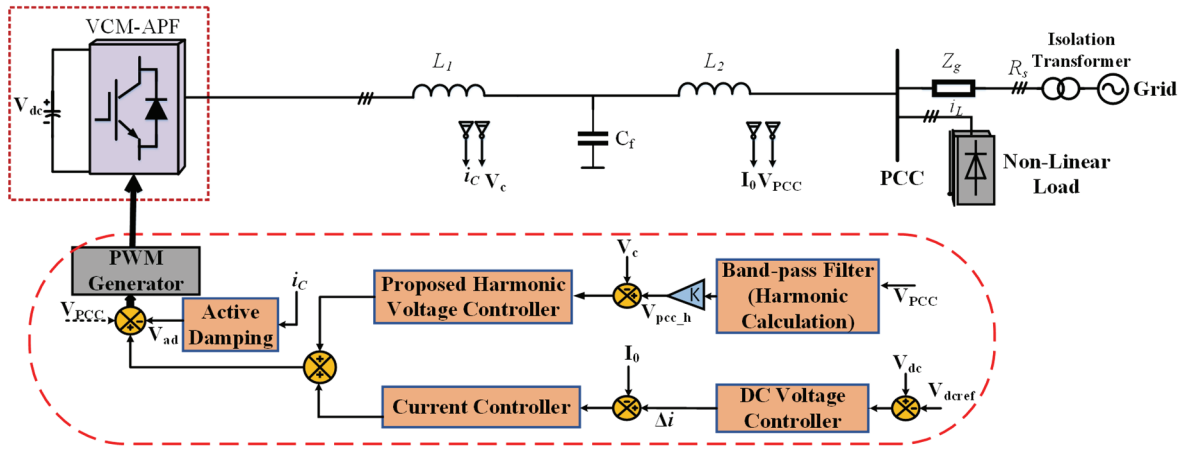 VCM-APF
V_dc
+
-
L_1
L_2
C_f
i_C V_c
I_0 V_PCC
PCC
Z_g
R_s
i_L
Isolation
Transformer
Grid
Non-Linear
Load
PWM
Generator
V_PCC
V_ad
Active
Damping
i_C
Proposed Harmonic
Voltage Controller
V_c
V_pcc_h
K
Band-pass Filter
(Harmonic
Calculation)
V_PCC
Current Controller
I_0
Δi
DC Voltage
Controller
V_dc
V_dcref